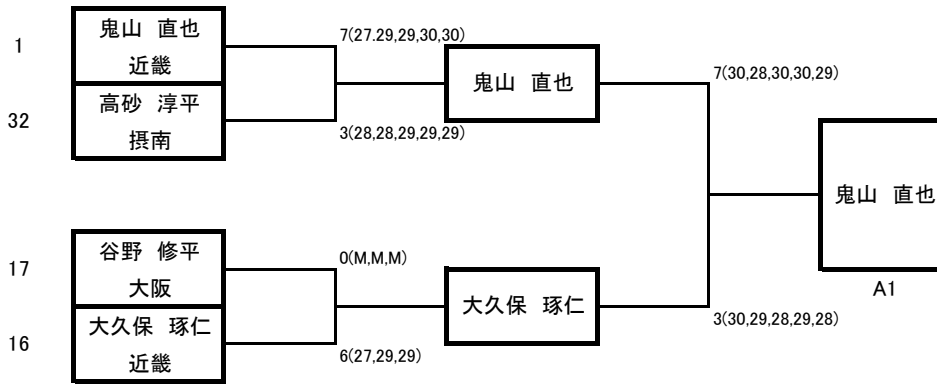 1
鬼山　直也
近畿
7(27.29,29,30,30)
鬼山　直也
7(30,28,30,30,29)
32
高砂　淳平
摂南
3(28,28,29,29,29)
鬼山　直也
A1
17
谷野　修平
大阪
0(M,M,M)
大久保　琢仁
3(30,29,28,29,28)
16
大久保　琢仁
近畿
6(27,29,29)